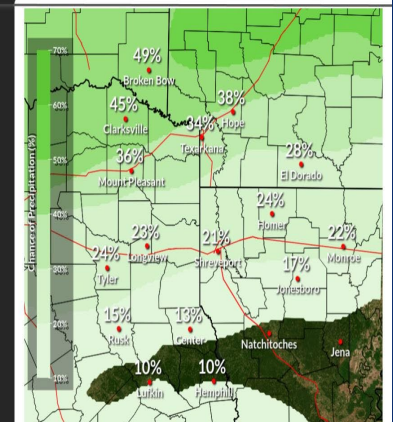 Chance of Precipitation (%)
70%
60%
50%
40%
30%
20%
10%
49%
Broken Bow
45%
Clarksville
38%
Hope
34%
Texarkana
36%
Mount Pleasant
28%
El Dorado
24%
Homer
23%
Longview
21%
Shreveport
22%
Monroe
24%
Tyler
17%
Jonesboro
15%
Rusk
13%
Center
Natchitoches
Jena
10%
Lufkin
10%
Hemphill